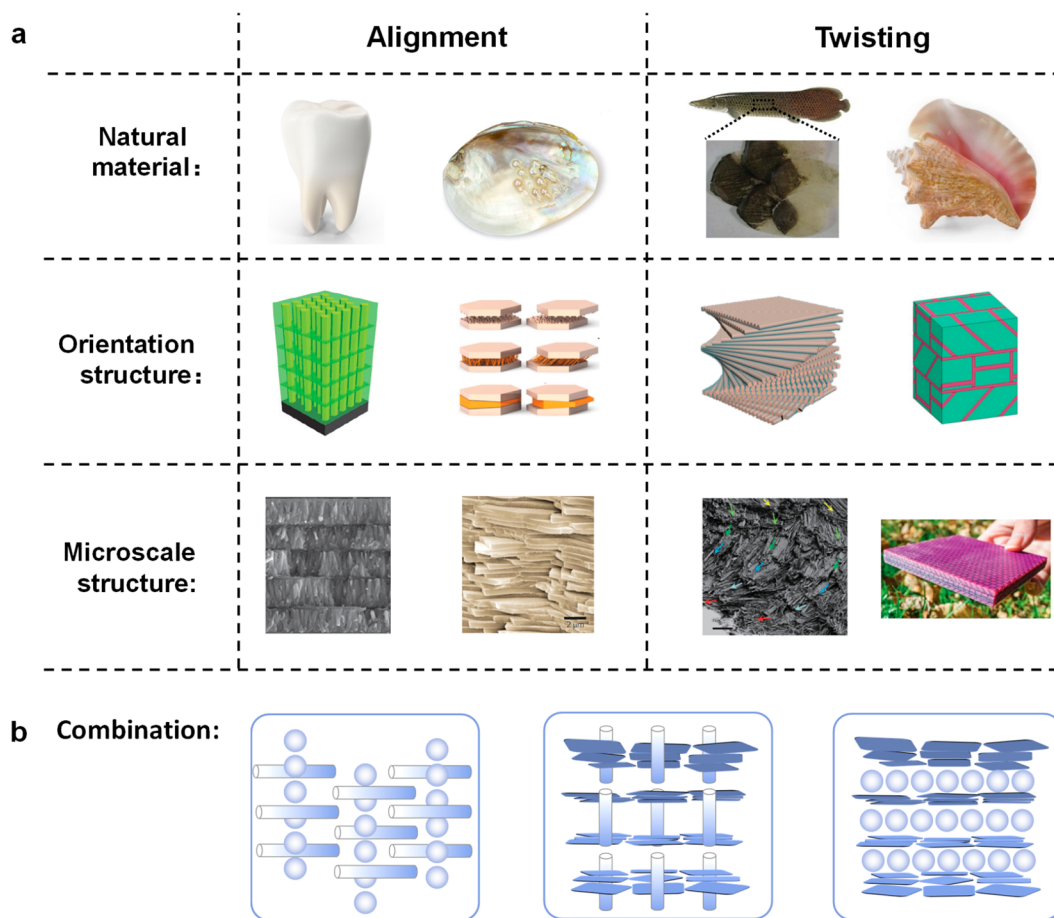 a
Alignment
Twisting
Natural
material:
Orientation
structure:
Microscale
structure:
2 μm
b
Combination: